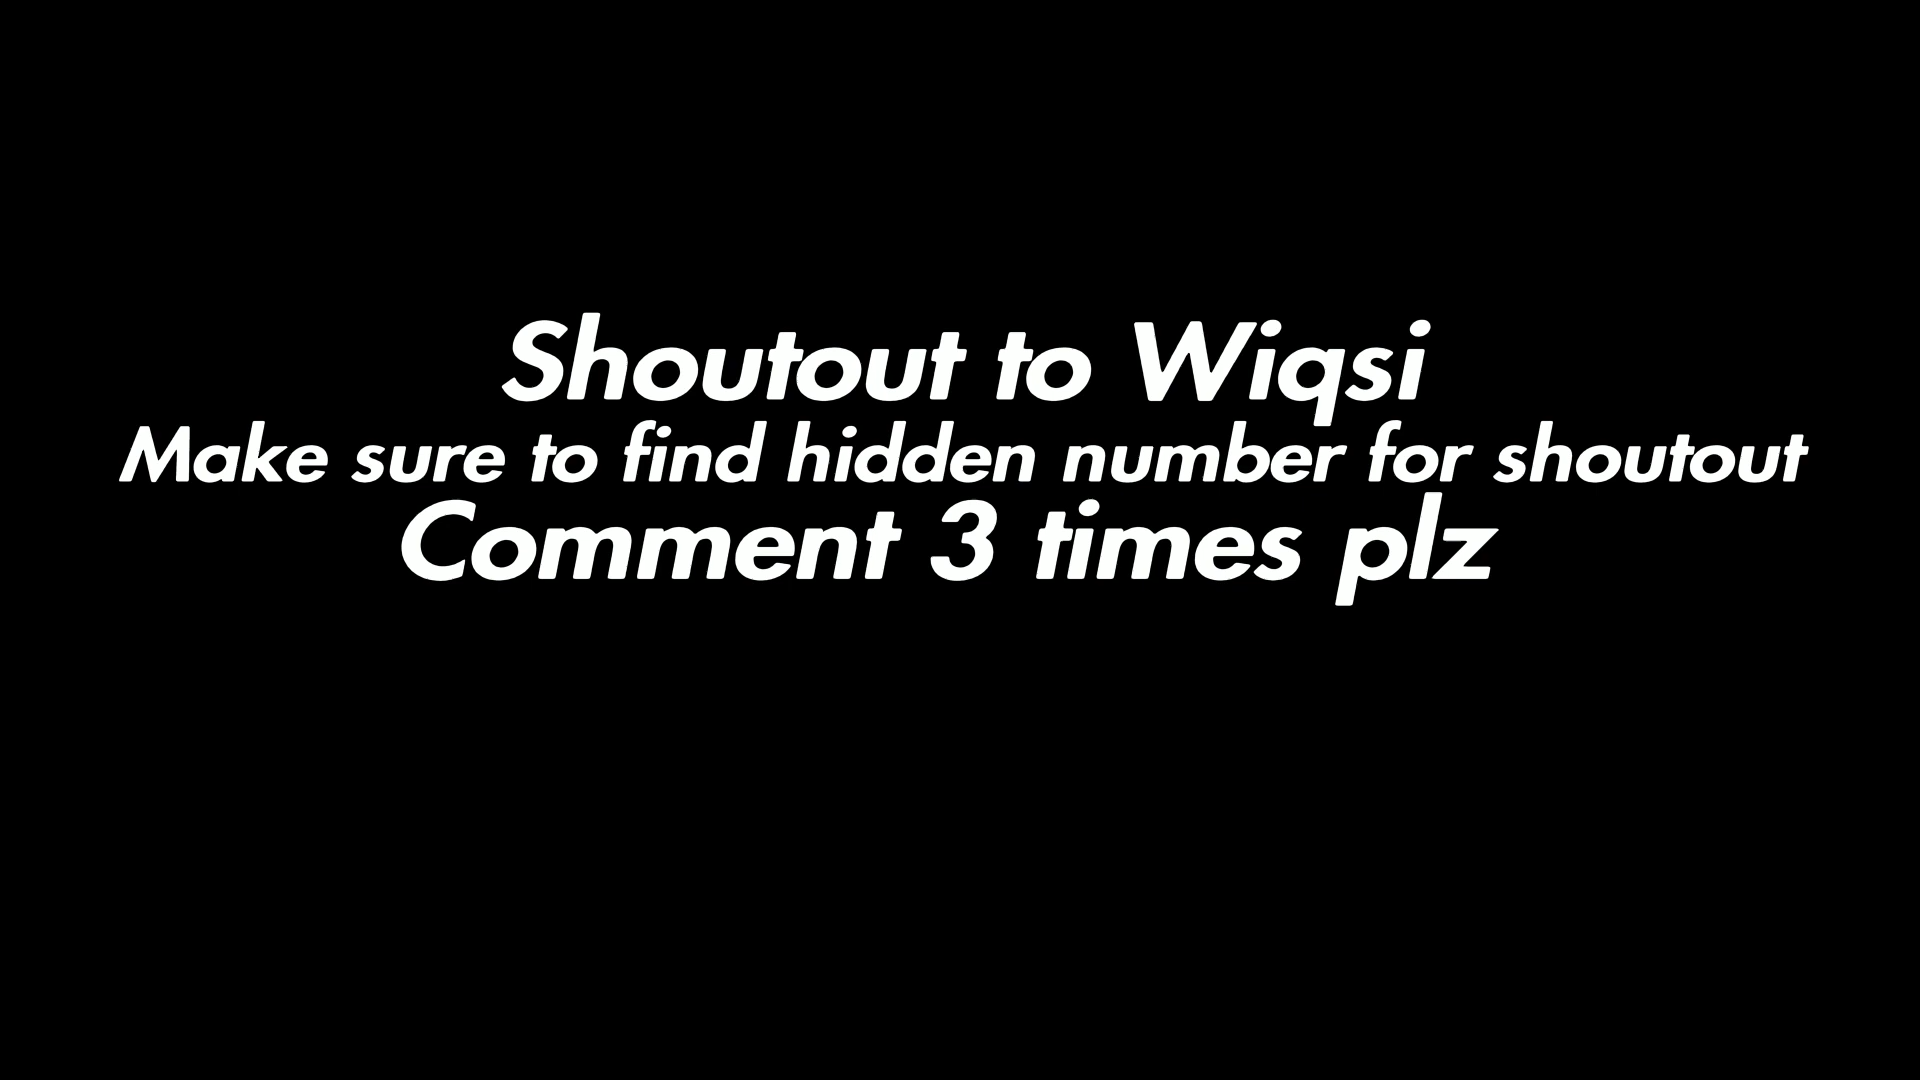 Shoutout to Wiqsi
Make sure to find hidden number for shoutout
Comment 3 times plz